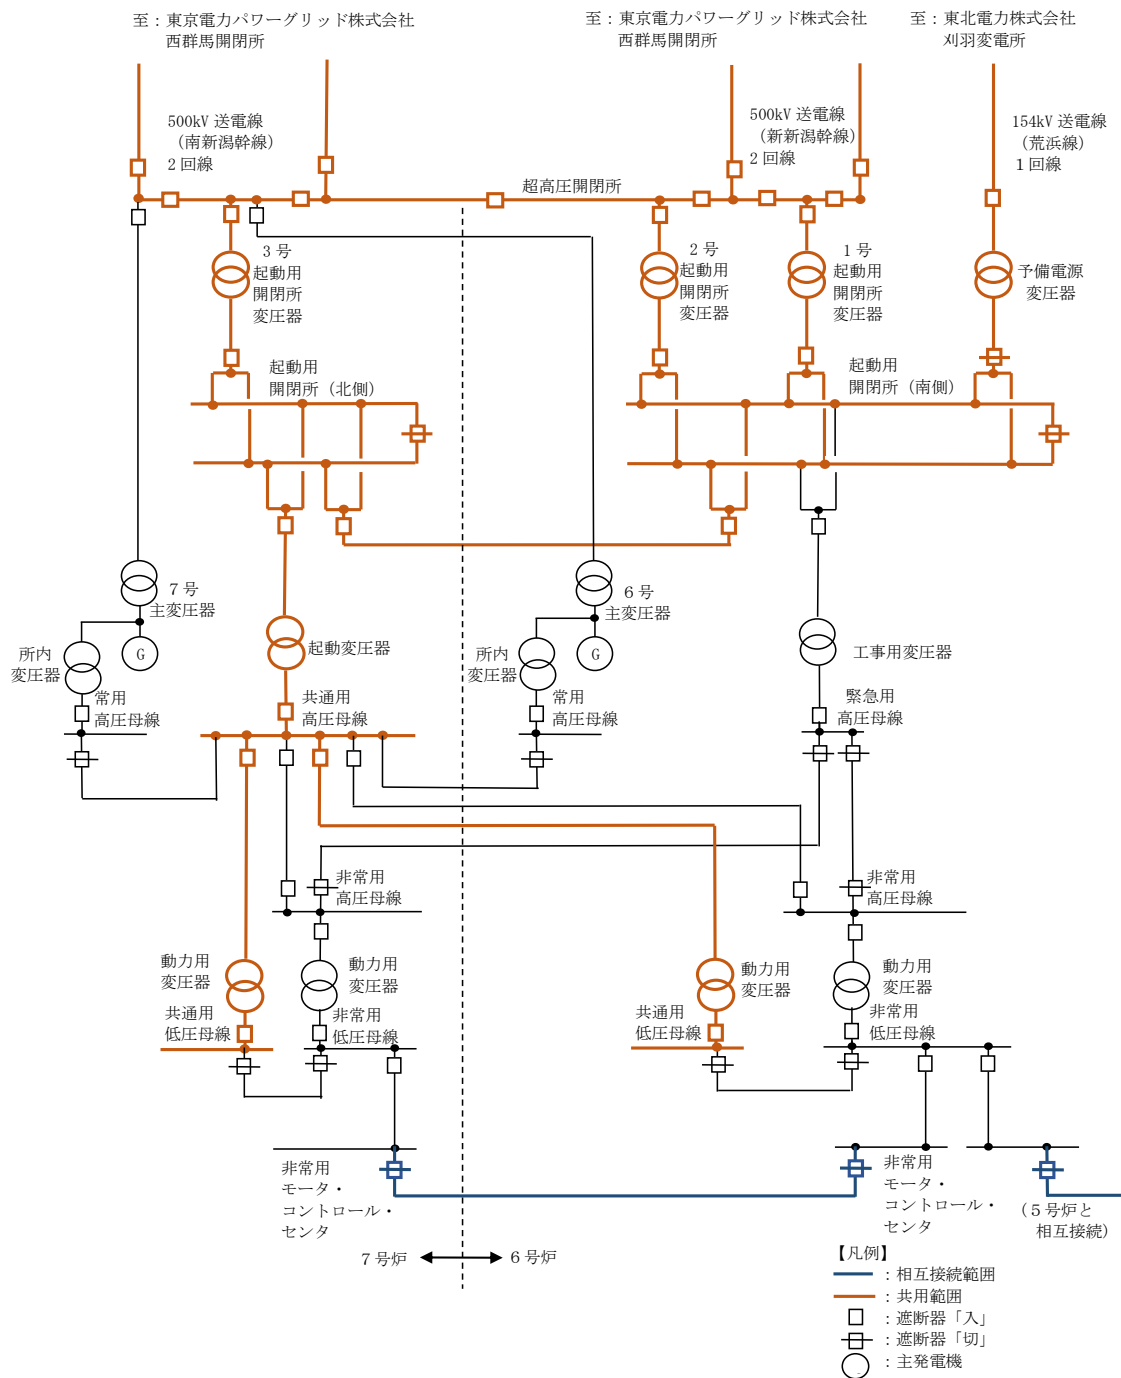 至：東京電力パワーグリッド株式会社
西群馬開閉所
至：東京電力パワーグリッド株式会社
西群馬開閉所
至：東北電力株式会社
刈羽変電所
500kV 送電線
（南新潟幹線）
2 回線
500kV 送電線
（新新潟幹線）
2 回線
154kV 送電線
（荒浜線）
1 回線
超高圧開閉所
3 号
起動用
開閉所
変圧器
2 号
起動用
開閉所
変圧器
1 号
起動用
開閉所
変圧器
予備電源
変圧器
起動用
開閉所（北側）
起動用
開閉所（南側）
7 号
主変圧器
6 号
主変圧器
G
G
所内
変圧器
起動変圧器
所内
変圧器
工事用変圧器
常用
高圧母線
共通用
高圧母線
常用
高圧母線
緊急用
高圧母線
非常用
高圧母線
非常用
高圧母線
動力用
変圧器
動力用
変圧器
動力用
変圧器
動力用
変圧器
共通用
低圧母線
非常用
低圧母線
共通用
低圧母線
非常用
低圧母線
非常用
モータ・
コントロール・
センタ
非常用
モータ・
コントロール・
センタ
（5 号炉と
相互接続）
7 号炉
6 号炉
【凡例】
：相互接続範囲
：共用範囲
：遮断器「入」
：遮断器「切」
：主発電機